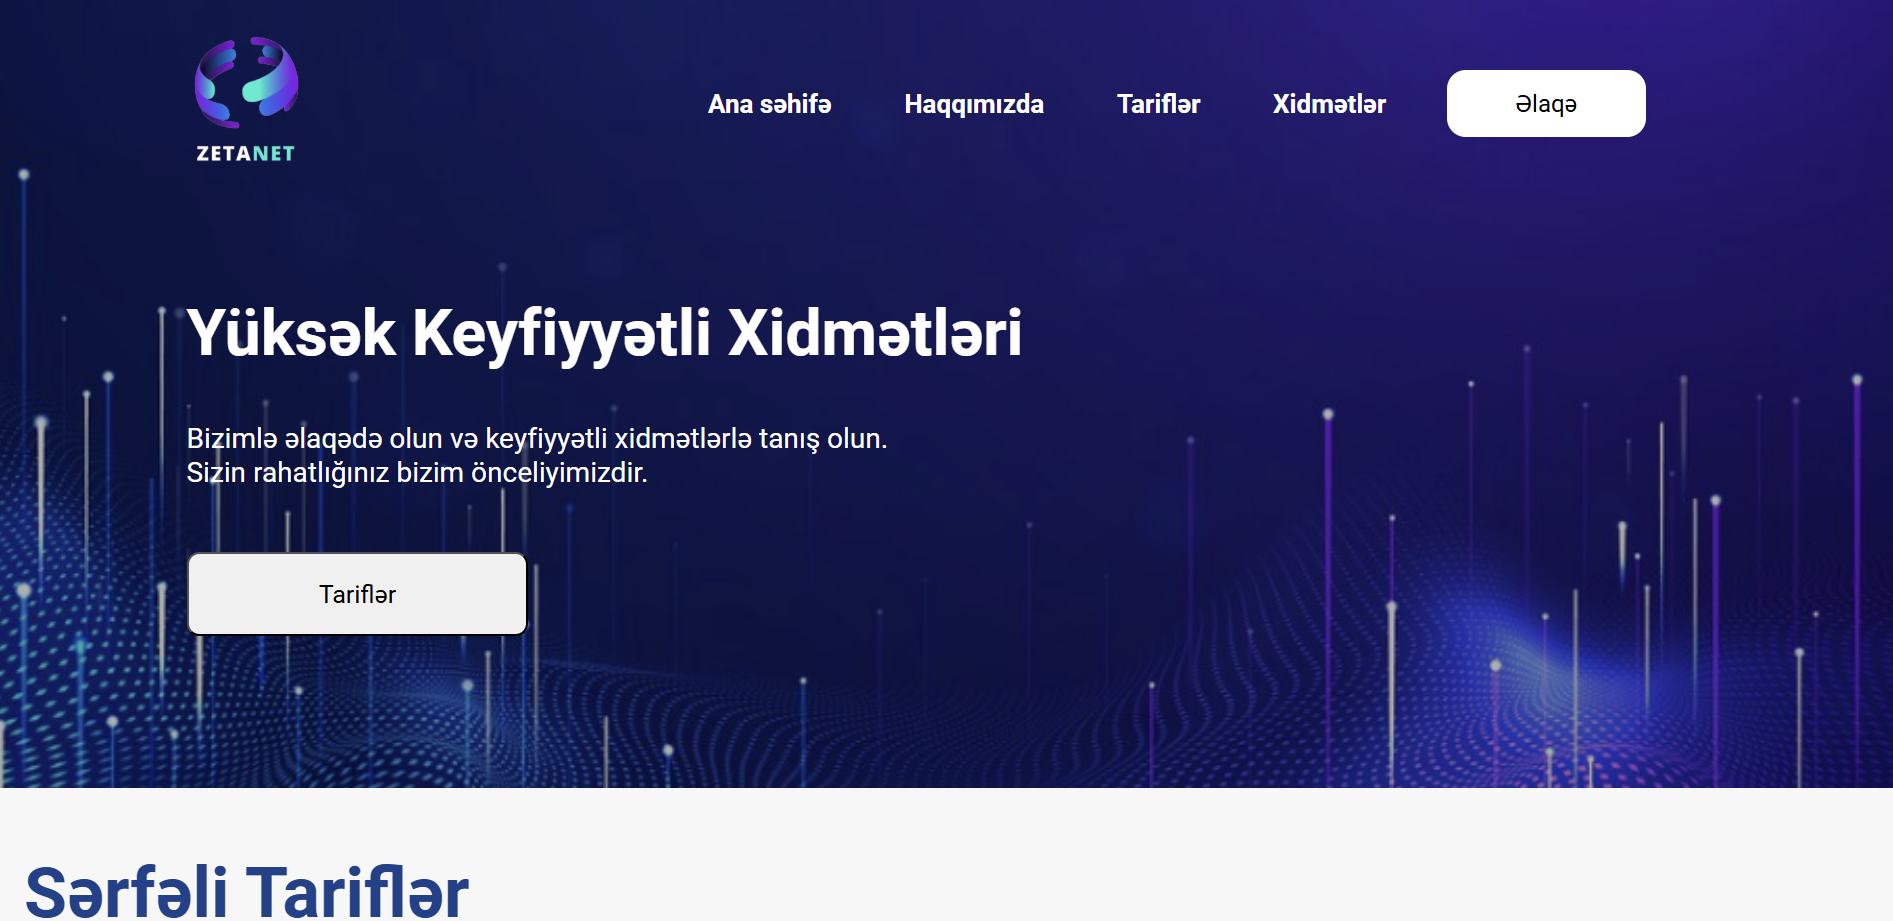 ZETANET
Ana səhifə
Haqqımızda
Tariflər
Xidmətlər
Əlaqə
Yüksək Keyfiyyətli Xidmətləri
Bizimlə əlaqədə olun və keyfiyyətli xidmətlərlə tanış olun.
Sizin rahatlığınız bizim önceliyimizdir.
Tariflər
Sərfəli Tariflər